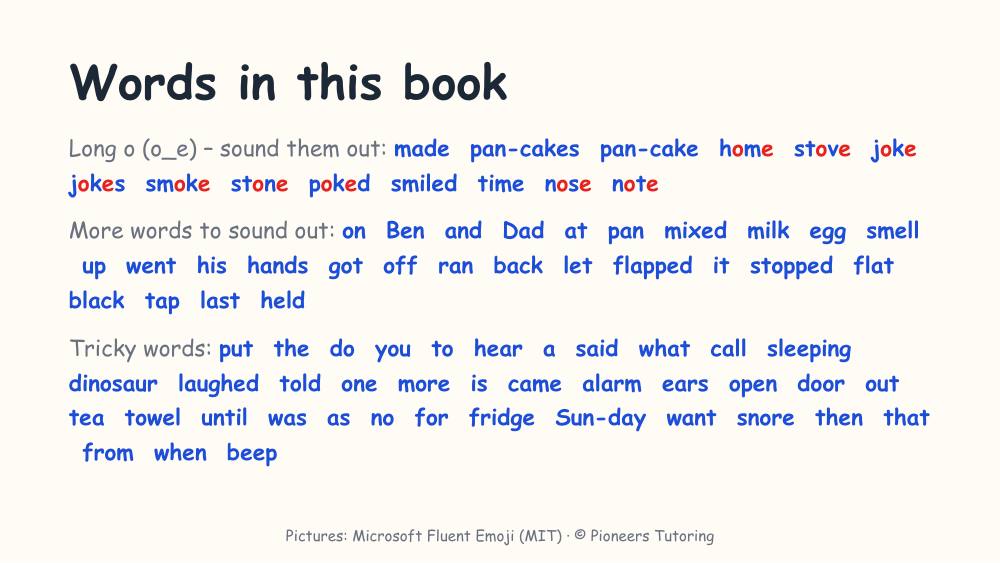 Words in this book
Long o (o_e) – sound them out: made pan-cakes pan-cake home stove joke
jokes smoke stone poked smiled time nose note
More words to sound out: on Ben and Dad at pan mixed milk egg smell
up went his hands got off ran back let flapped it stopped flat
black tap last held
Tricky words: put the do you to hear a said what call sleeping
dinosaur laughed told one more is came alarm ears open door out
tea towel until was as no for fridge Sun-day want snore then that
from when beep
Pictures: Microsoft Fluent Emoji (MIT) · © Pioneers Tutoring